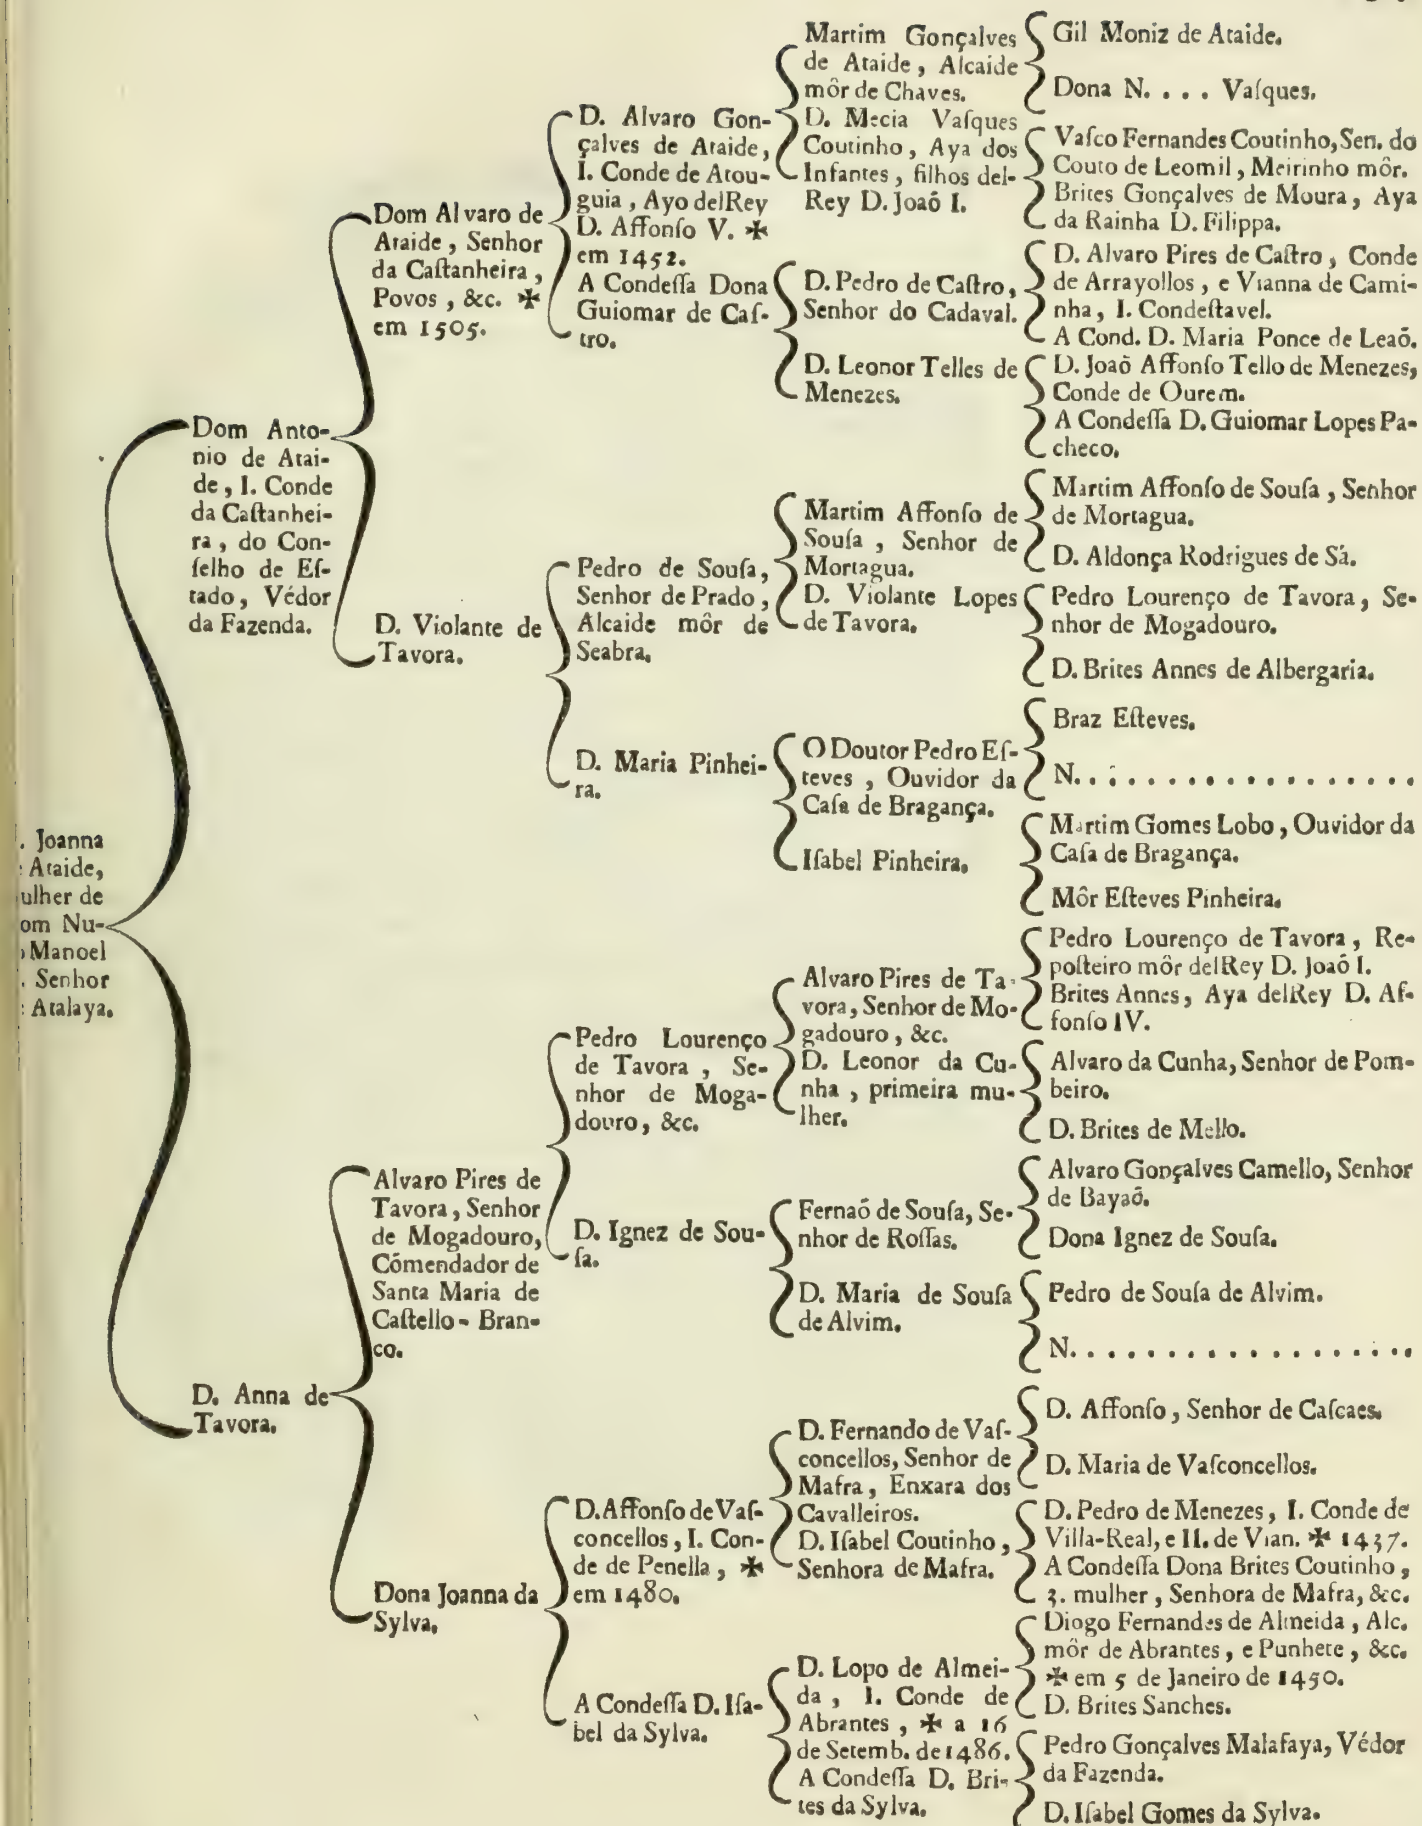 . Joanna
Ataide,
ulher de
om Nu-
Manoel
. Senhor
Atalaya.
Dom Anto-
nio de Atai-
de, I. Conde
da Caſtanhei-
ra, do Con-
ſelho de Eſ-
tado, Védor
da Fazenda.
D. Anna de
Tavora.
Dom Alvaro de
Ataide, Senhor
da Caſtanheira,
Povos, &c. ✠
em 1505.
D. Violante de
Tavora.
Alvaro Pires de
Tavora, Senhor
de Mogadouro,
Cómendador de
Santa Maria de
Caſtello-Bran-
co.
Dona Joanna da
Sylva.
D. Alvaro Gon-
çalves de Ataide,
I. Conde de Atou-
guia, Ayo delRey
D. Affonſo V. ✠
em 1452.
A Condeſſa Dona
Guiomar de Caſ-
tro.
Pedro de Souſa,
Senhor de Prado,
Alcaide môr de
Seabra.
D. Maria Pinhei-
ra.
Pedro Lourenço
de Tavora, Se-
nhor de Moga-
douro, &c.
D. Ignez de Sou-
ſa.
D. Affonſo de Vaſ-
concellos, I. Con-
de de Penella, ✠
em 1480.
A Condeſſa D. Iſa-
bel da Sylva.
Martim Gonçalves
de Ataide, Alcaide
môr de Chaves.
D. Mecia Vaſques
Coutinho, Aya dos
Infantes, filhos del-
Rey D. Joaõ I.
D. Pedro de Caſtro,
Senhor do Cadaval.
D. Leonor Telles de
Menezes.
Martim Affonſo de
Souſa, Senhor de
Mortagua.
D. Violante Lopes
de Tavora.
O Doutor Pedro Eſ-
teves, Ouvidor da
Caſa de Bragança.
Iſabel Pinheira.
Alvaro Pires de Ta-
vora, Senhor de Mo-
gadouro, &c.
D. Leonor da Cu-
nha, primeira mu-
lher.
Fernaõ de Souſa, Se-
nhor de Roſſas.
D. Maria de Souſa
de Alvim.
D. Fernando de Vaſ-
concellos, Senhor de
Mafra, Enxara dos
Cavalleiros.
D. Iſabel Coutinho,
Senhora de Mafra.
D. Lopo de Almei-
da, I. Conde de
Abrantes, ✠ a 16
de Setemb. de 1486.
A Condeſſa D. Bri-
tes da Sylva.
Gil Moniz de Ataide.
Dona N. . . . Vaſques.
Vaſco Fernandes Coutinho, Sen. do
Couto de Leomil, Meirinho môr.
Brites Gonçalves de Moura, Aya
da Rainha D. Filippa.
D. Alvaro Pires de Caſtro, Conde
de Arrayollos, e Vianna de Cami-
nha, I. Condeſtavel.
A Cond. D. Maria Ponce de Leaõ.
D. Joaõ Affonſo Tello de Menezes,
Conde de Ourem.
A Condeſſa D. Guiomar Lopes Pa-
checo.
Martim Affonſo de Souſa, Senhor
de Mortagua.
D. Aldonça Rodrigues de Sá.
Pedro Lourenço de Tavora, Se-
nhor de Mogadouro.
D. Brites Annes de Albergaria.
Braz Eſteves.
N. . . . . . . . . . . . . . . . . .
Martim Gomes Lobo, Ouvidor da
Caſa de Bragança.
Môr Eſteves Pinheira.
Pedro Lourenço de Tavora, Re-
poſteiro môr delRey D. Joaõ I.
Brites Annes, Aya delRey D. Af-
fonſo IV.
Alvaro da Cunha, Senhor de Pom-
beiro.
D. Brites de Mello.
Alvaro Gonçalves Camello, Senhor
de Bayaõ.
Dona Ignez de Souſa.
Pedro de Souſa de Alvim.
N. . . . . . . . . . . . . . . . . .
D. Affonſo, Senhor de Caſcaes.
D. Maria de Vaſconcellos.
D. Pedro de Menezes, I. Conde de
Villa-Real, e II. de Vian. ✠ 1437.
A Condeſſa Dona Brites Coutinho,
3. mulher, Senhora de Mafra, &c.
Diogo Fernandes de Almeida, Alc.
môr de Abrantes, e Punhete, &c.
✠ em 5 de Janeiro de 1450.
D. Brites Sanches.
Pedro Gonçalves Malafaya, Védor
da Fazenda.
D. Iſabel Gomes da Sylva.